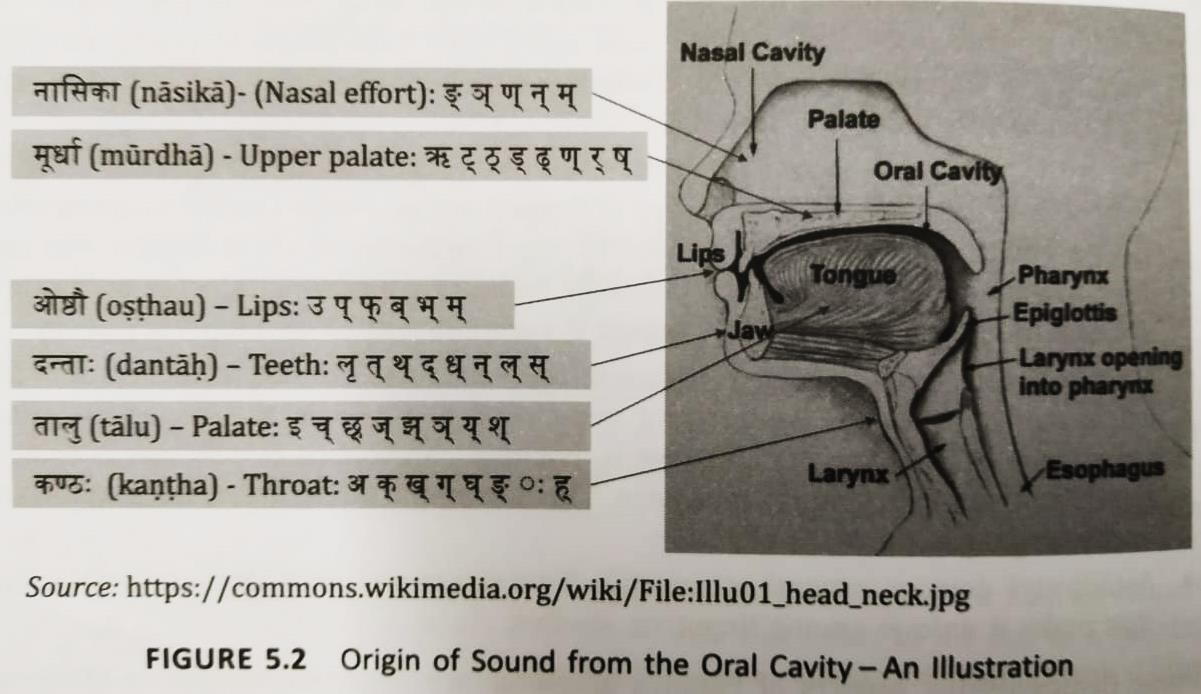 Nasal Cavity
नासिका (nāsikā)- (Nasal effort): ङ् ञ् ण् न् म्
Palate
मूर्धा (mūrdhā) - Upper palate: ऋ ट् ठ् ड् ढ् ण् र् ष्
Oral Cavity
Lips
Tongue
Pharynx
ओष्ठौ (oṣṭhau) – Lips: उ प् फ् ब् भ् म्
Epiglottis
Jaw
दन्ताः (dantāḥ) – Teeth: लृ त् थ् द् ध् न् ल् स्
Larynx opening
into pharynx
तालु (tālu) – Palate: इ च् छ् ज् झ् ञ् य् श्
कण्ठः (kaṇṭha) - Throat: अ क् ख् ग् घ् ङ् ः ह्
Larynx
Esophagus
Source: https://commons.wikimedia.org/wiki/File:Illu01_head_neck.jpg
FIGURE 5.2 Origin of Sound from the Oral Cavity – An Illustration